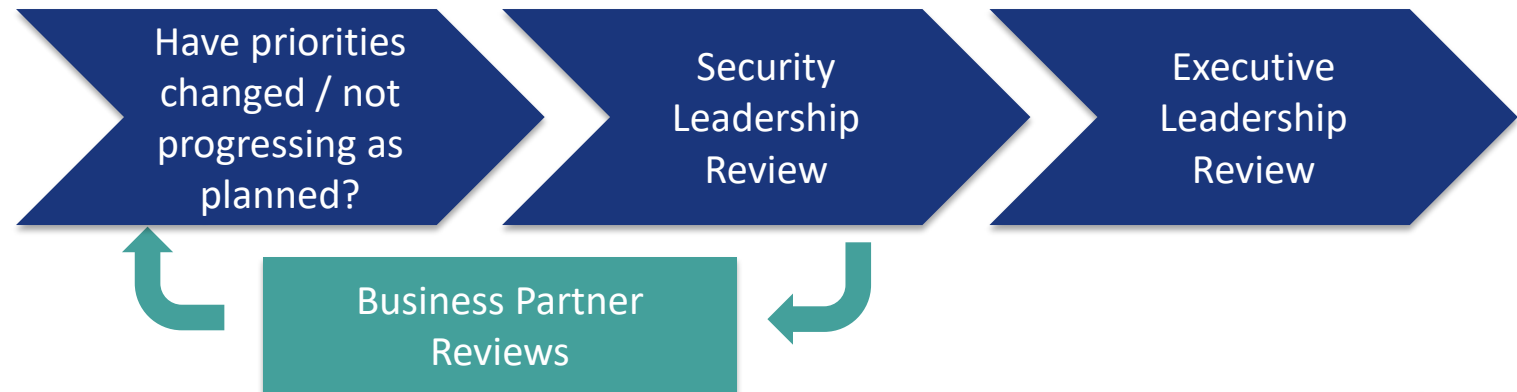 Have priorities
changed / not
progressing as
planned?
Security
Leadership
Review
Executive
Leadership
Review
Business Partner
Reviews